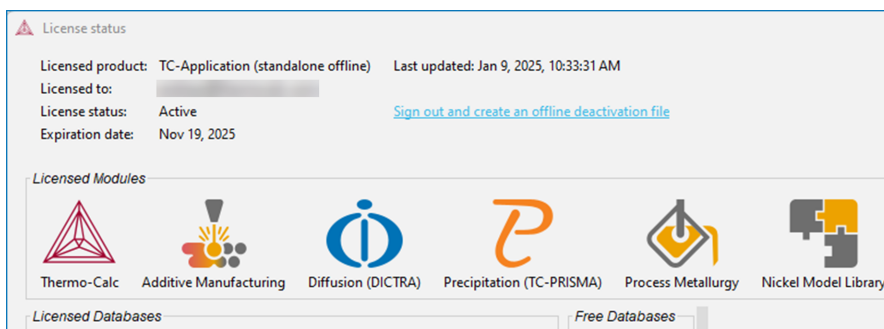 License status
Licensed product: TC-Application (standalone offline) Last updated: Jan 9, 2025, 10:33:31 AM
Licensed to:
License status: Active Sign out and create an offline deactivation file
Expiration date: Nov 19, 2025
Licensed Modules
Thermo-Calc Additive Manufacturing Diffusion (DICTRA) Precipitation (TC-PRISMA) Process Metallurgy Nickel Model Library
Licensed Databases Free Databases